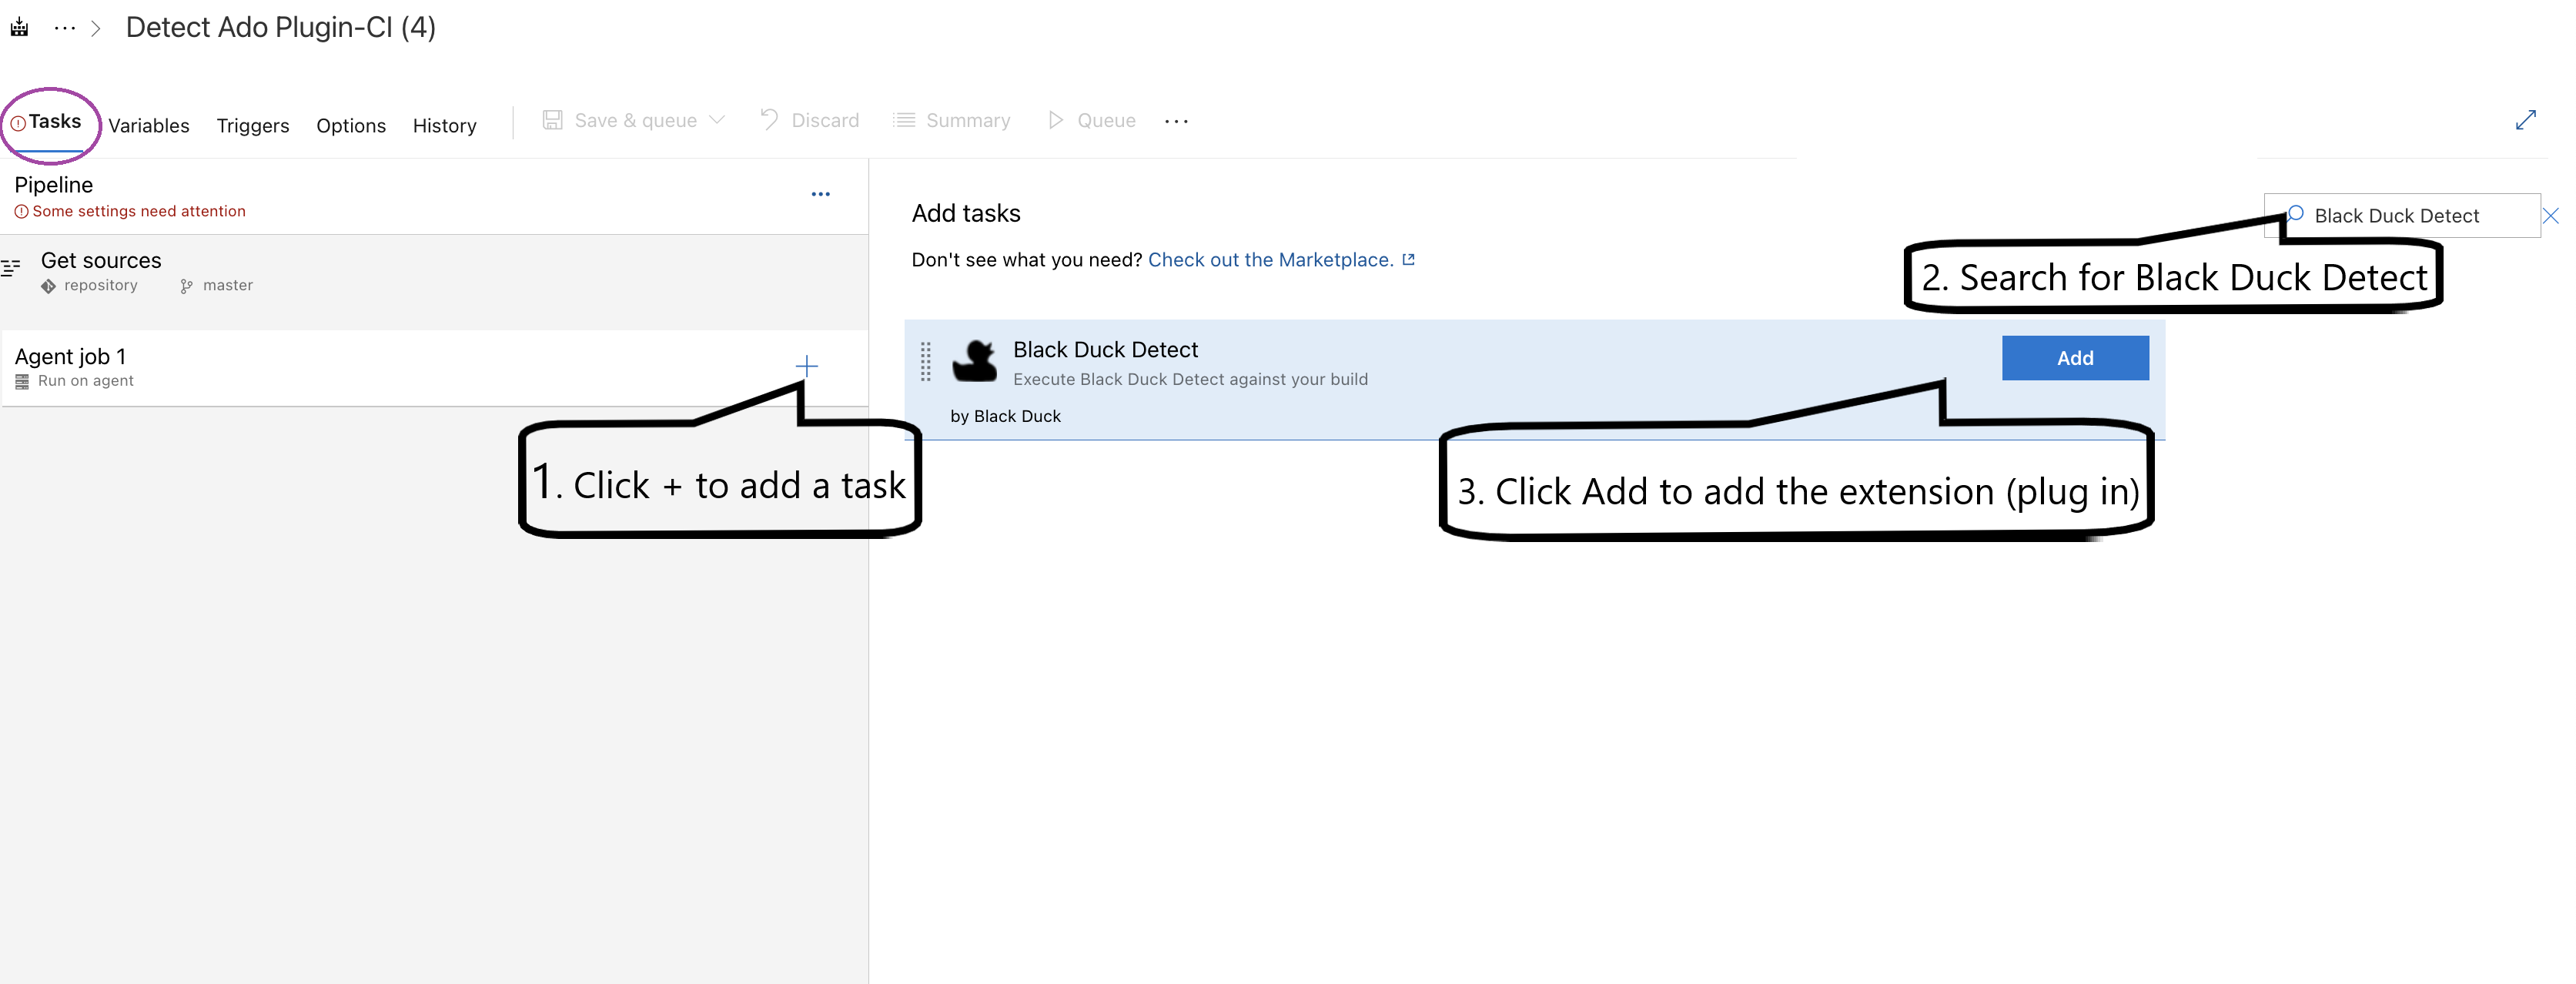 ··· > Detect Ado Plugin-CI (4)
Tasks Variables Triggers Options History Save & queue Discard Summary Queue ···
Pipeline
Some settings need attention
Get sources
repository master
Agent job 1
Run on agent
1. Click + to add a task
Add tasks
Black Duck Detect
Don't see what you need? Check out the Marketplace.
2. Search for Black Duck Detect
Black Duck Detect
Execute Black Duck Detect against your build
by Black Duck
Add
3. Click Add to add the extension (plug in)